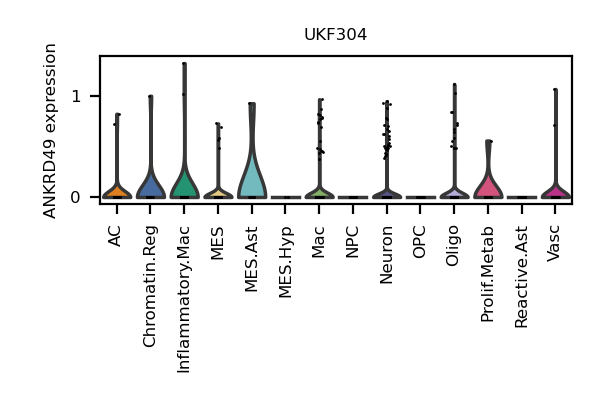 UKF304
ANKRD49 expression
1
0
AC
Chromatin.Reg
Inflammatory.Mac
MES
MES.Ast
MES.Hyp
Mac
NPC
Neuron
OPC
Oligo
Prolif.Metab
Reactive.Ast
Vasc